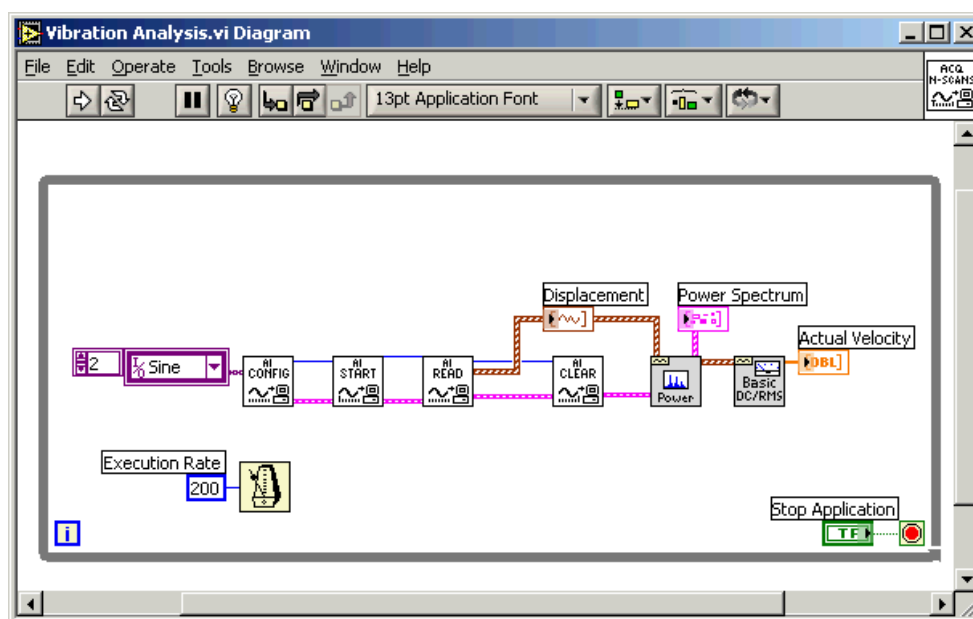 Vibration Analysis.vi Diagram
File Edit Operate Tools Browse Window Help
13pt Application Font
ACQ
N-SCANS
Displacement
Power Spectrum
Actual Velocity
2
I/O Sine
AI
CONFIG
AI
START
AI
READ
AI
CLEAR
Power
Basic
DC/RMS
DBL
Execution Rate
200
Stop Application
TF
i